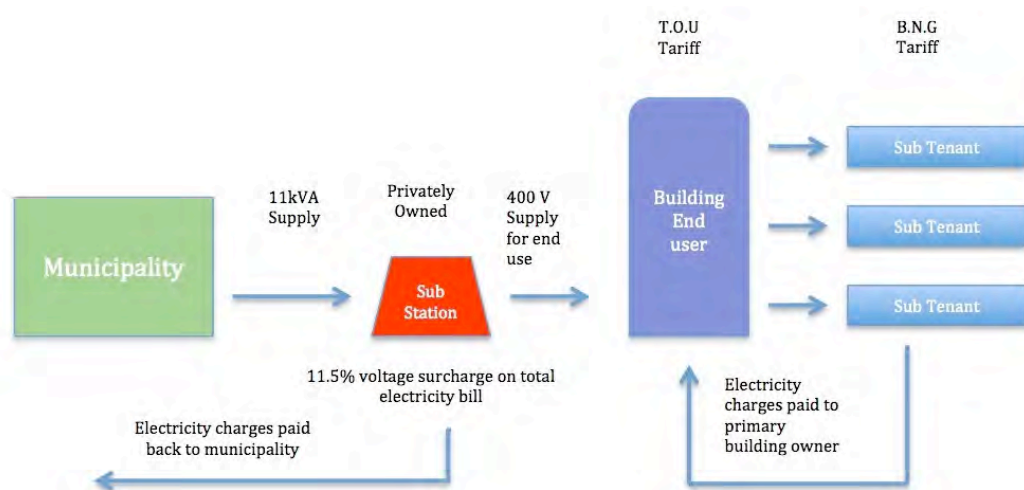 T.O.U
Tariff
B.N.G
Tariff
Municipality
11kVA
Supply
Privately
Owned
Sub
Station
400 V
Supply
for end
use
Building
End
user
Sub Tenant
Sub Tenant
Sub Tenant
11.5% voltage surcharge on total
electricity bill
Electricity charges paid
back to municipality
Electricity
charges paid to
primary
building owner